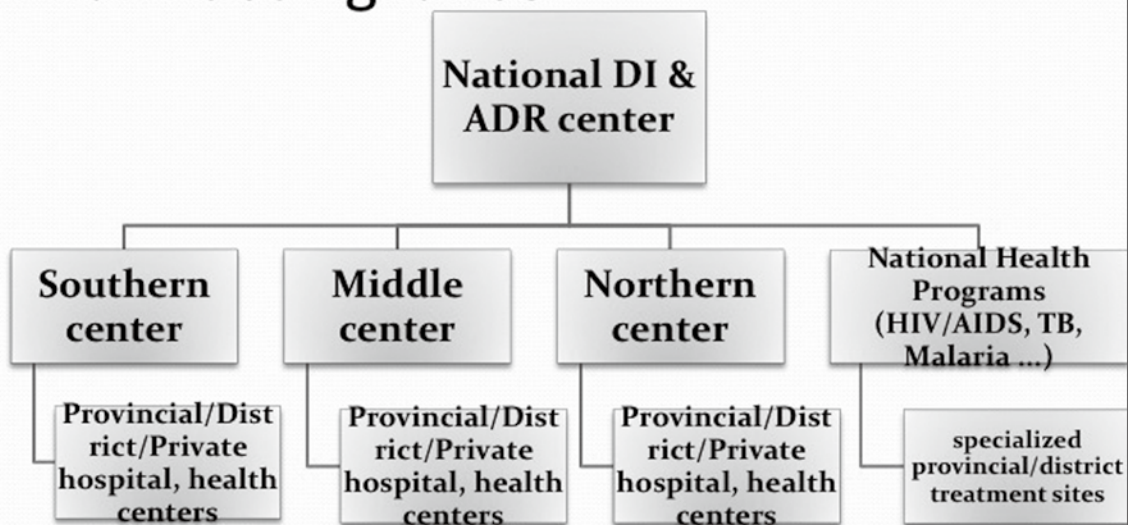 National DI &
ADR center
Southern
center
Middle
center
Northern
center
National Health
Programs
(HIV/AIDS, TB,
Malaria ...)
Provincial/Dist
rict/Private
hospital, health
centers
Provincial/Dis
rict/Private
hospital, health
centers
Provincial/Dis
rict/Private
hospital, health
centers
specialized
provincial/district
treatment sites